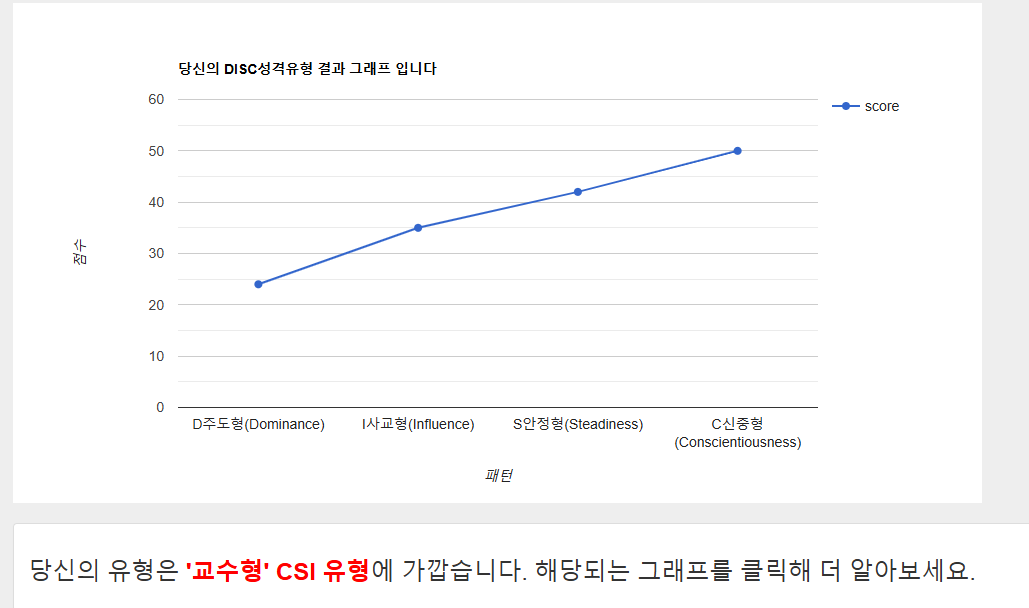 당신의 DISC성격유형 결과 그래프 입니다
score
60
50
40
30
20
10
0
점수
D주도형(Dominance)
I사교형(Influence)
S안정형(Steadiness)
C신중형
(Conscientiousness)
패턴
당신의 유형은 '교수형' CSI 유형에 가깝습니다. 해당되는 그래프를 클릭해 더 알아보세요.